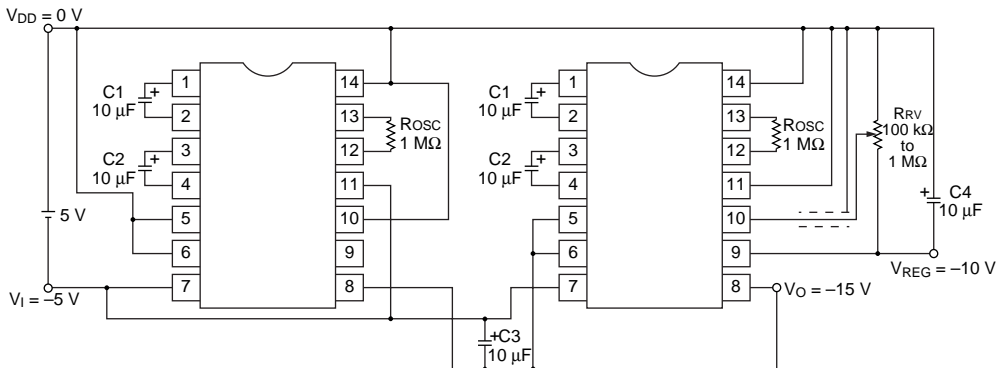 VDD = 0 V
C1
10 µF
+
C2
10 µF
+
5 V
VI = –5 V
1
2
3
4
5
6
7
14
13
12
11
10
9
8
ROSC
1 MΩ
+C3
10 µF
C1
10 µF
+
C2
10 µF
+
1
2
3
4
5
6
7
14
13
12
11
10
9
8
ROSC
1 MΩ
RRV
100 kΩ
to
1 MΩ
+
C4
10 µF
VREG = –10 V
VO = –15 V